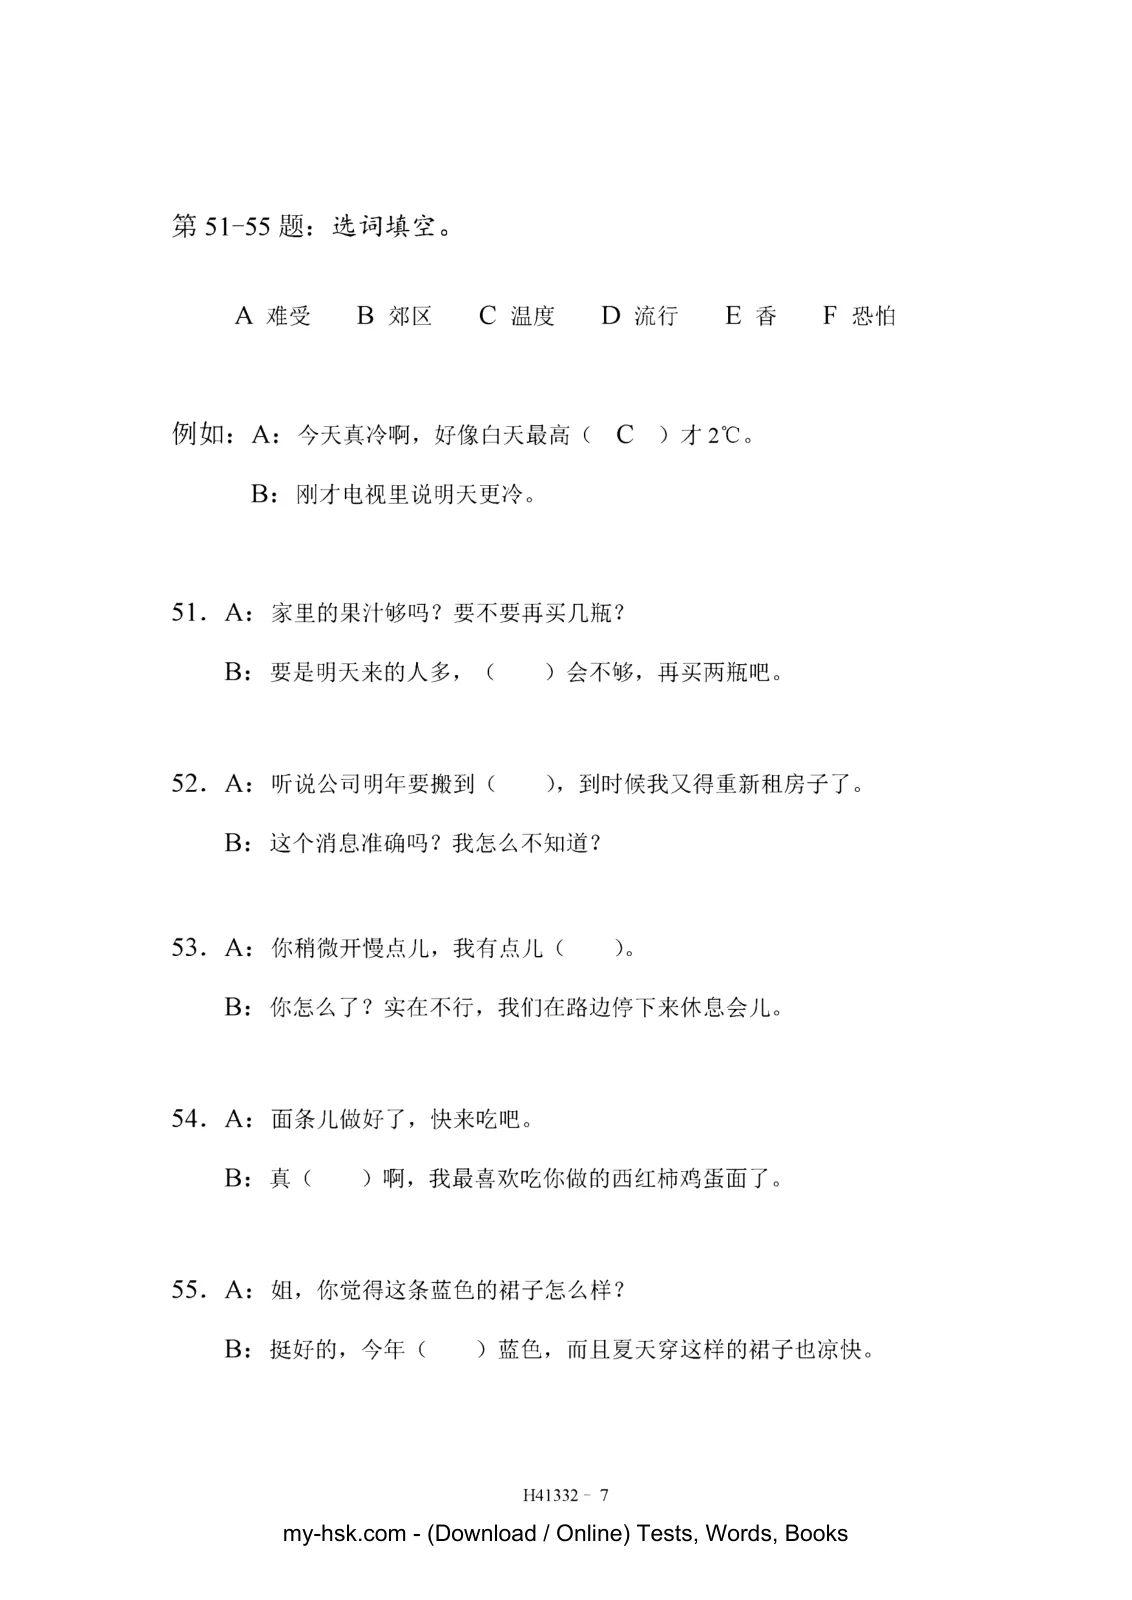 第 51-55 题：选词填空。
A 难受 B 郊区 C 温度 D 流行 E 香 F 恐怕
例如：A：今天真冷啊，好像白天最高（ C ）才 2℃。
B：刚才电视里说明天更冷。
51．A：家里的果汁够吗？要不要再买几瓶？
B：要是明天来的人多，（ ）会不够，再买两瓶吧。
52．A：听说公司明年要搬到（ ），到时候我又得重新租房子了。
B：这个消息准确吗？我怎么不知道？
53．A：你稍微开慢点儿，我有点儿（ ）。
B：你怎么了？实在不行，我们在路边停下来休息会儿。
54．A：面条儿做好了，快来吃吧。
B：真（ ）啊，我最喜欢吃你做的西红柿鸡蛋面了。
55．A：姐，你觉得这条蓝色的裙子怎么样？
B：挺好的，今年（ ）蓝色，而且夏天穿这样的裙子也凉快。
H41332 - 7
my-hsk.com - (Download / Online) Tests, Words, Books